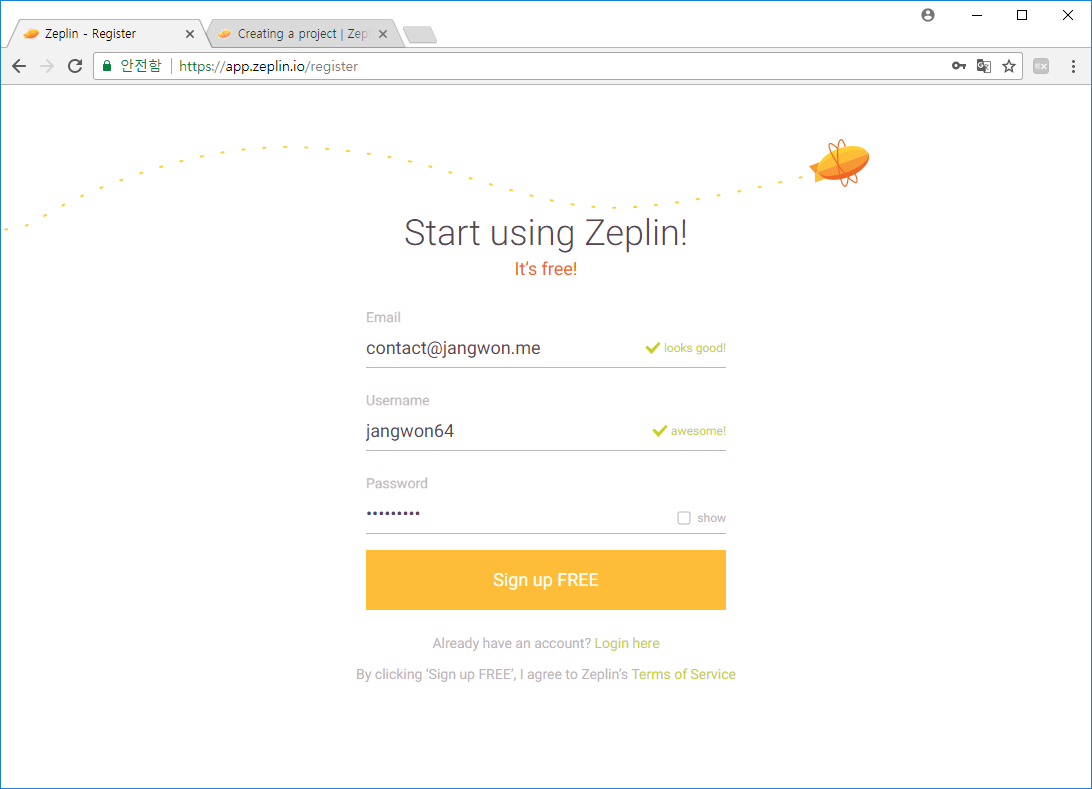 Zeplin - Register
Creating a project | Zep
안전함 https://app.zeplin.io/register
Start using Zeplin!
It's free!
Email
contact@jangwon.me looks good!
Username
jangwon64 awesome!
Password
••••••••• show
Sign up FREE
Already have an account? Login here
By clicking ‘Sign up FREE’, I agree to Zeplin’s Terms of Service